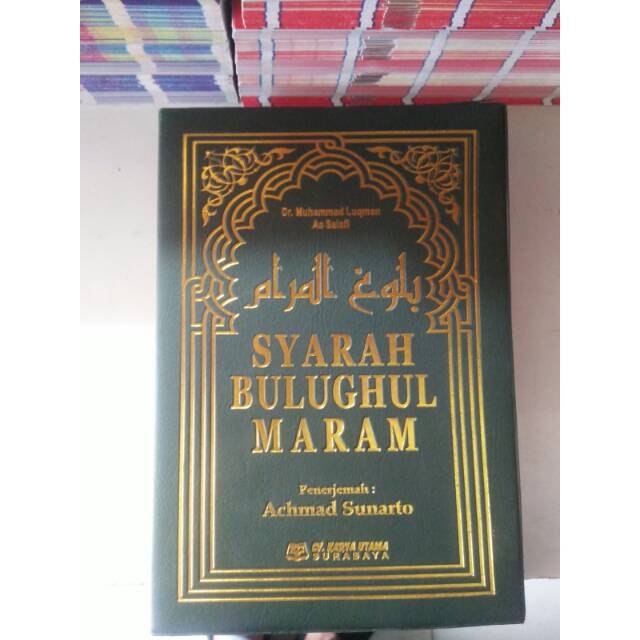 Dr. Muhammad Luqman
As Salafi
بلوغ المرام
SYARAH
BULUGHUL
MARAM
Penerjemah :
Achmad Sunarto
CV. KARYA UTAMA
SURABAYA